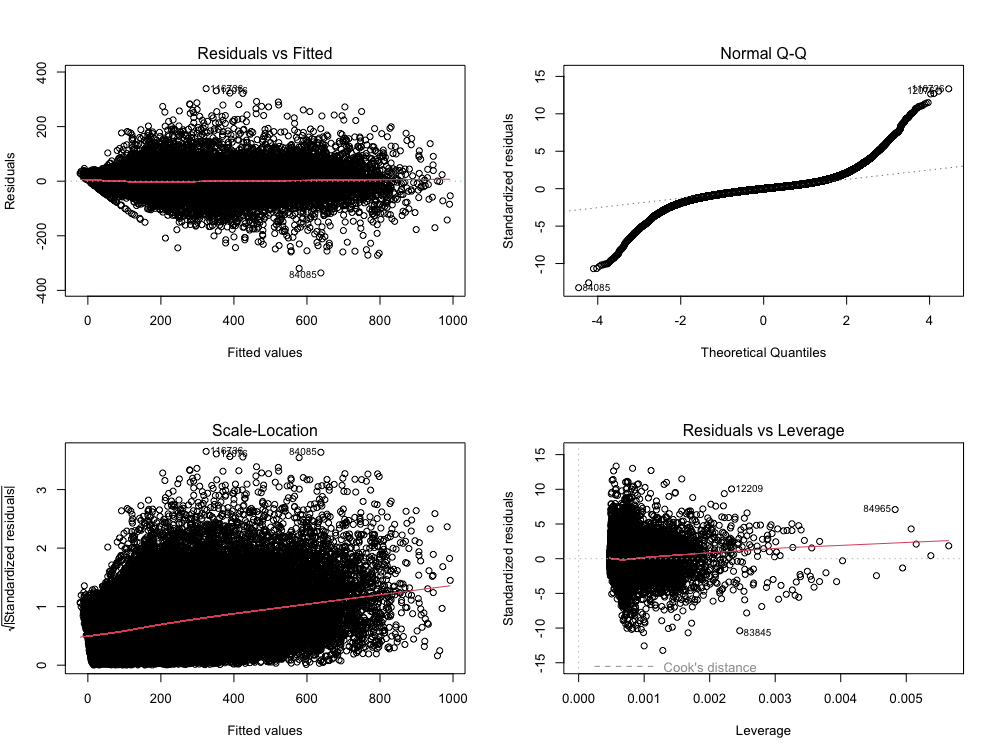 Residuals vs Fitted
Residuals
400
200
0
-200
-400
84085
0 200 400 600 800 1000
Fitted values
Normal Q-Q
Standardized residuals
15
10
5
0
-5
-10
84085
-4 -2 0 2 4
Theoretical Quantiles
Scale-Location
√|Standardized residuals|
3
2
1
0
84085
0 200 400 600 800 1000
Fitted values
Residuals vs Leverage
Standardized residuals
15
10
5
0
-5
-10
-15
12209
84965
83845
Cook's distance
0.000 0.001 0.002 0.003 0.004 0.005
Leverage